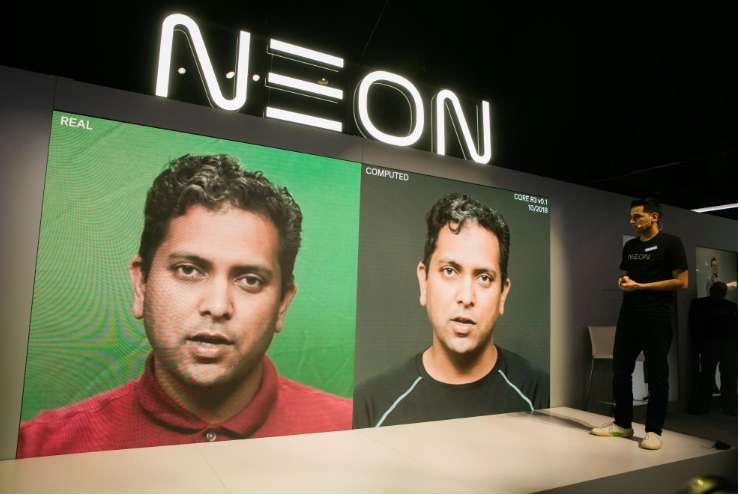 NEON
REAL
COMPUTED
CORE R3 v0.1
10/2018
NEON